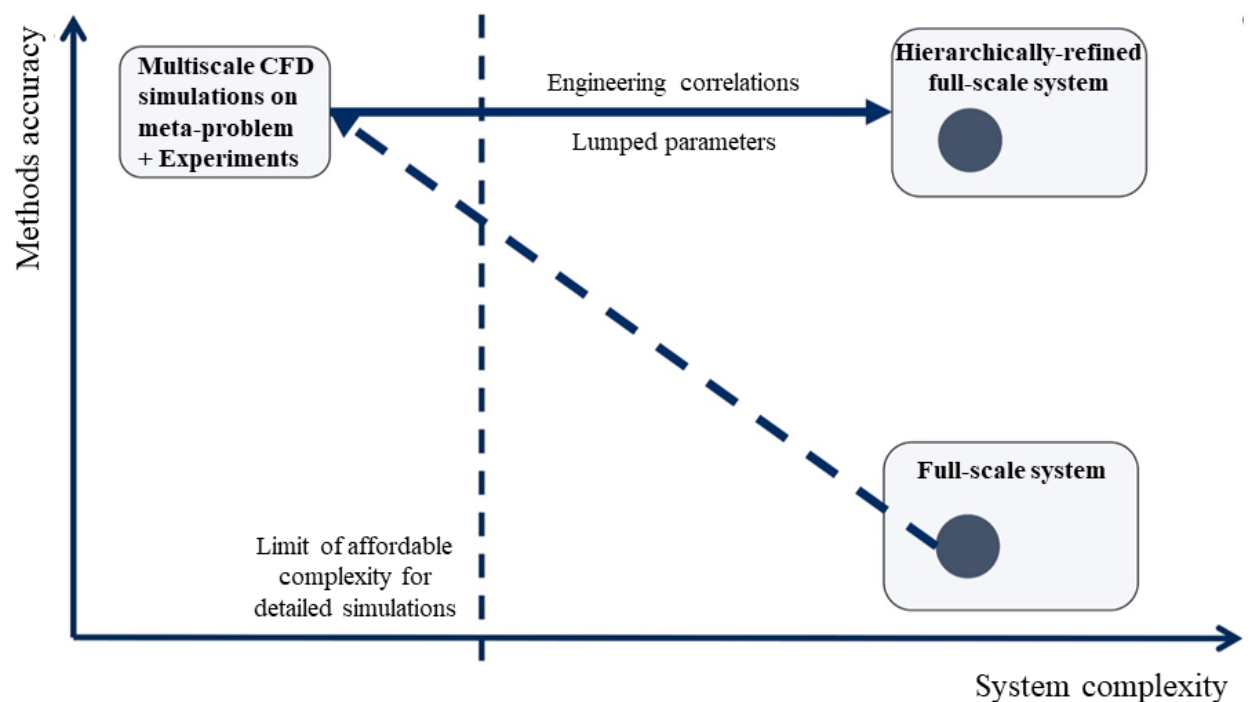 Methods accuracy
Multiscale CFD
simulations on
meta-problem
+ Experiments
Engineering correlations
Lumped parameters
Hierarchically-refined
full-scale system
Full-scale system
Limit of affordable
complexity for
detailed simulations
System complexity